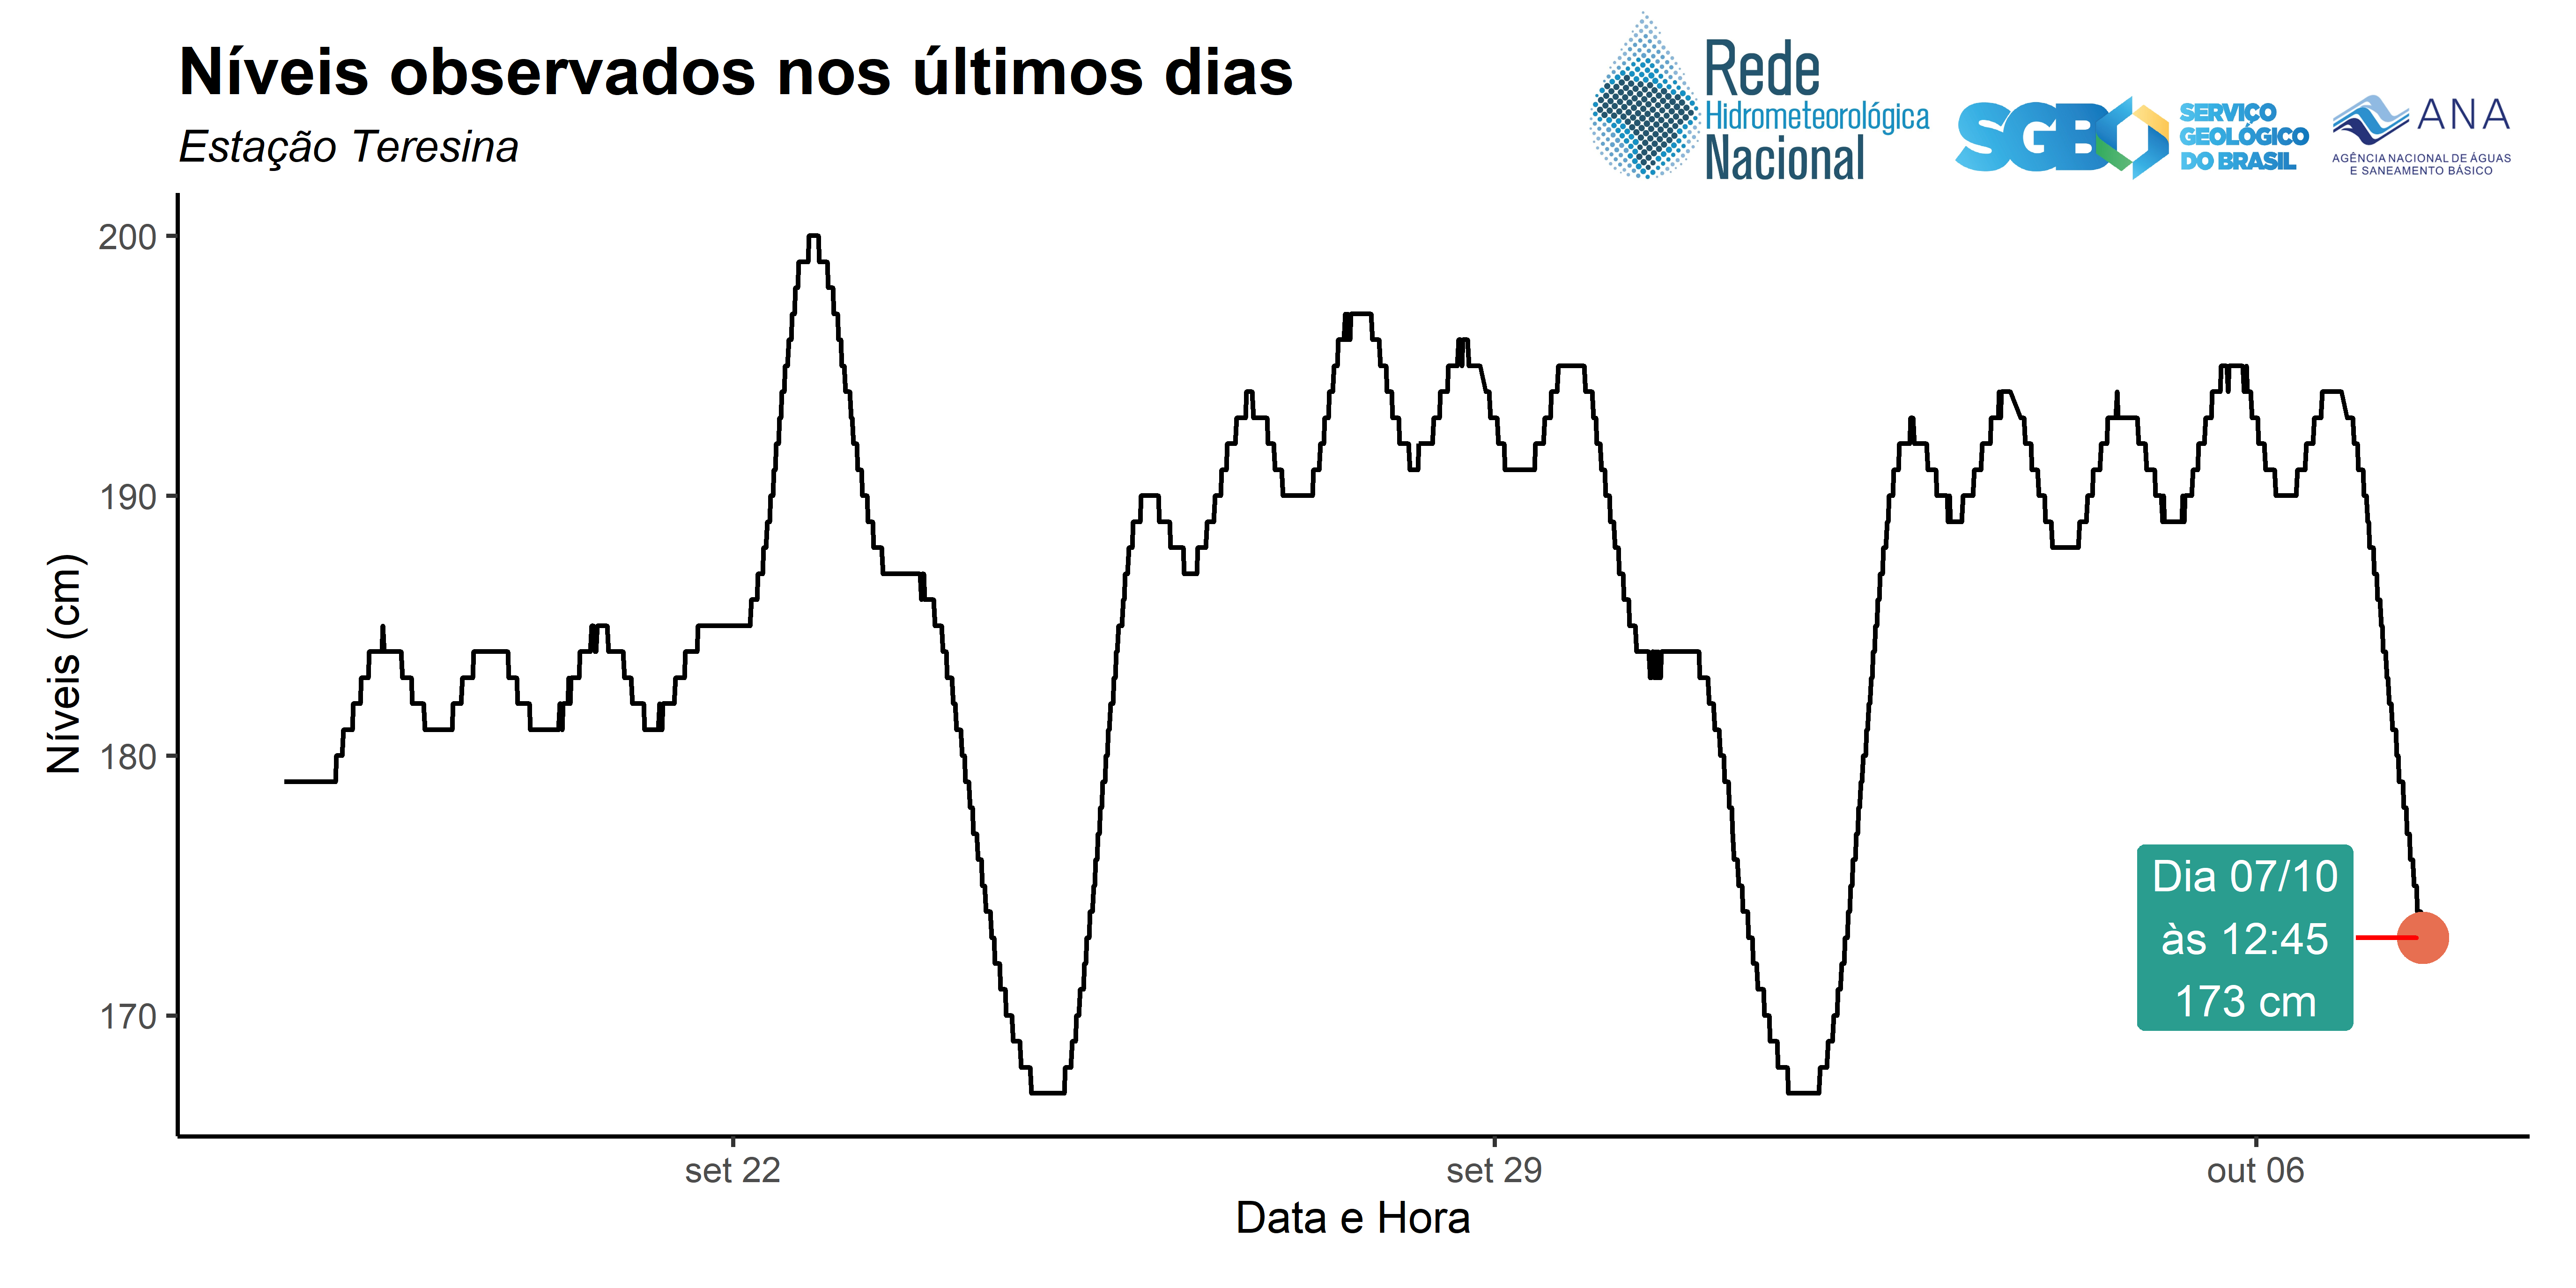 Níveis observados nos últimos dias
Estação Teresina
Rede
Hidrometeorológica
Nacional
SGB
SERVIÇO
GEOLÓGICO
DO BRASIL
ANA
AGÊNCIA NACIONAL DE ÁGUAS
E SANEAMENTO BÁSICO
Níveis (cm)
200
190
180
170
Dia 07/10
às 12:45
173 cm
set 22
set 29
out 06
Data e Hora